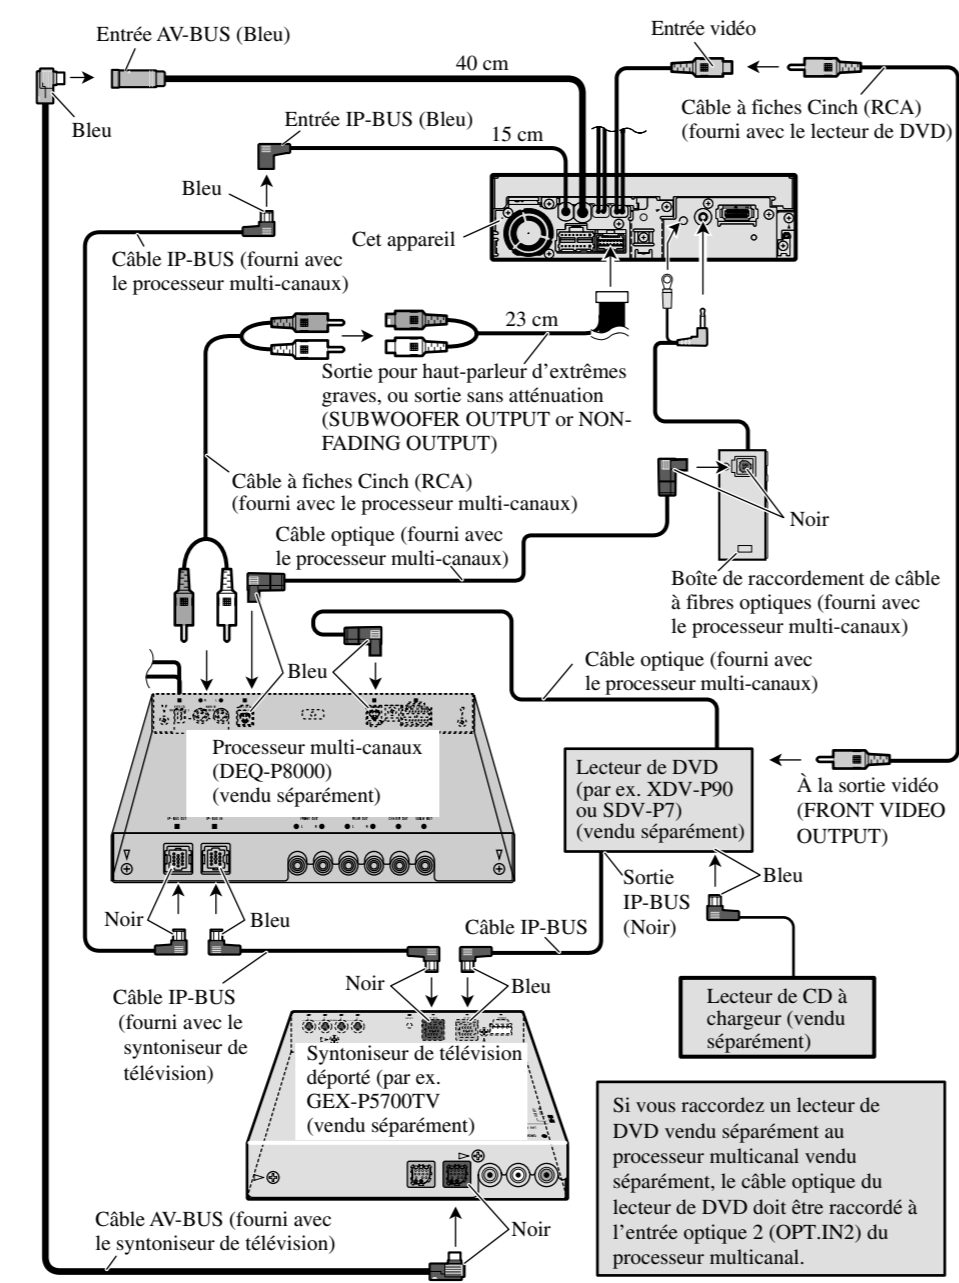 Entrée AV-BUS (Bleu)
Entrée vidéo
40 cm
Bleu
Câble à fiches Cinch (RCA)
(fourni avec le lecteur de DVD)
Entrée IP-BUS (Bleu)
15 cm
Bleu
Cet appareil
Câble IP-BUS (fourni avec
le processeur multi-canaux)
23 cm
Sortie pour haut-parleur d'extrêmes
graves, ou sortie sans atténuation
(SUBWOOFER OUTPUT or NON-
FADING OUTPUT)
Câble à fiches Cinch (RCA)
(fourni avec le processeur multi-canaux)
Noir
Câble optique (fourni avec
le processeur multi-canaux)
Boîte de raccordement de câble
à fibres optiques (fourni avec
le processeur multi-canaux)
Bleu
Câble optique (fourni avec
le processeur multi-canaux)
Processeur multi-canaux
(DEQ-P8000)
(vendu séparément)
Lecteur de DVD
(par ex. XDV-P90
ou SDV-P7)
(vendu séparément)
À la sortie vidéo
(FRONT VIDEO
OUTPUT)
Noir
Bleu
Câble IP-BUS
Sortie
IP-BUS
(Noir)
Bleu
Câble IP-BUS
(fourni avec le
syntoniseur de
télévision)
Noir
Bleu
Lecteur de CD à
chargeur (vendu
séparément)
Syntoniseur de télévision
déporté (par ex.
GEX-P5700TV
(vendu séparément)
Si vous raccordez un lecteur de
DVD vendu séparément au
processeur multicanal vendu
séparément, le câble optique du
lecteur de DVD doit être raccordé à
l'entrée optique 2 (OPT.IN2) du
processeur multicanal.
Câble AV-BUS (fourni avec
le syntoniseur de télévision)
Noir